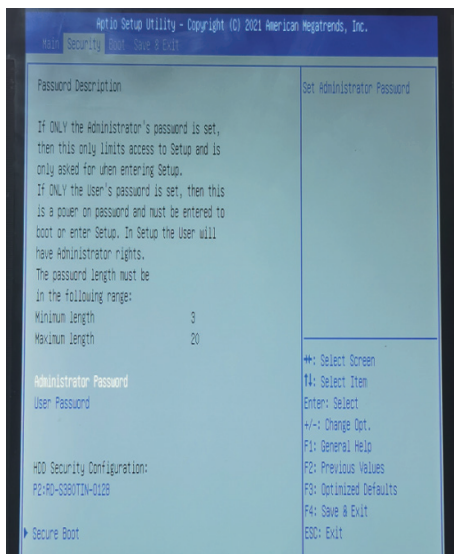 Aptio Setup Utility - Copyright (C) 2021 American Megatrends, Inc.
Main Security Boot Save & Exit
Password Description
If ONLY the Administrator's password is set,
then this only limits access to Setup and is
only asked for when entering Setup.
If ONLY the User's password is set, then this
is a power on password and must be entered to
boot or enter Setup. In Setup the User will
have Administrator rights.
The password length must be
in the following range:
Minimum length 3
Maximum length 20
Administrator Password
User Password
HDD Security Configuration:
P2:RD-S380TIN-0128
Secure Boot
Set Administrator Password
↔: Select Screen
↑↓: Select Item
Enter: Select
+/-: Change Opt.
F1: General Help
F2: Previous Values
F3: Optimized Defaults
F4: Save & Exit
ESC: Exit